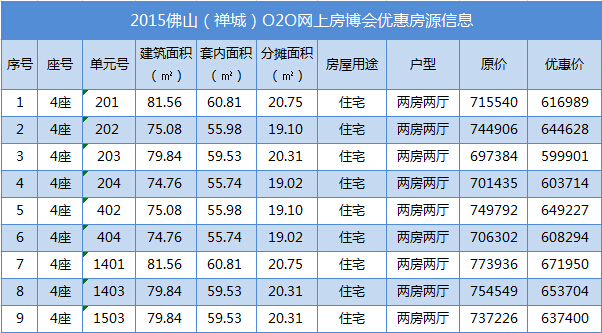 2015佛山（禅城）O2O网上房博会优惠房源信息
序号 座号 单元号 建筑面积（㎡） 套内面积（㎡） 分摊面积（㎡） 房屋用途 户型 原价 优惠价
1 4座 201 81.56 60.81 20.75 住宅 两房两厅 715540 616989
2 4座 202 75.08 55.98 19.10 住宅 两房两厅 744906 644628
3 4座 203 79.84 59.53 20.31 住宅 两房两厅 697384 599901
4 4座 204 74.76 55.74 19.02 住宅 两房两厅 701435 603714
5 4座 402 75.08 55.98 19.10 住宅 两房两厅 749792 649227
6 4座 404 74.76 55.74 19.02 住宅 两房两厅 706302 608294
7 4座 1401 81.56 60.81 20.75 住宅 两房两厅 773936 671950
8 4座 1403 79.84 59.53 20.31 住宅 两房两厅 754549 653704
9 4座 1503 79.84 59.53 20.31 住宅 两房两厅 737226 637400